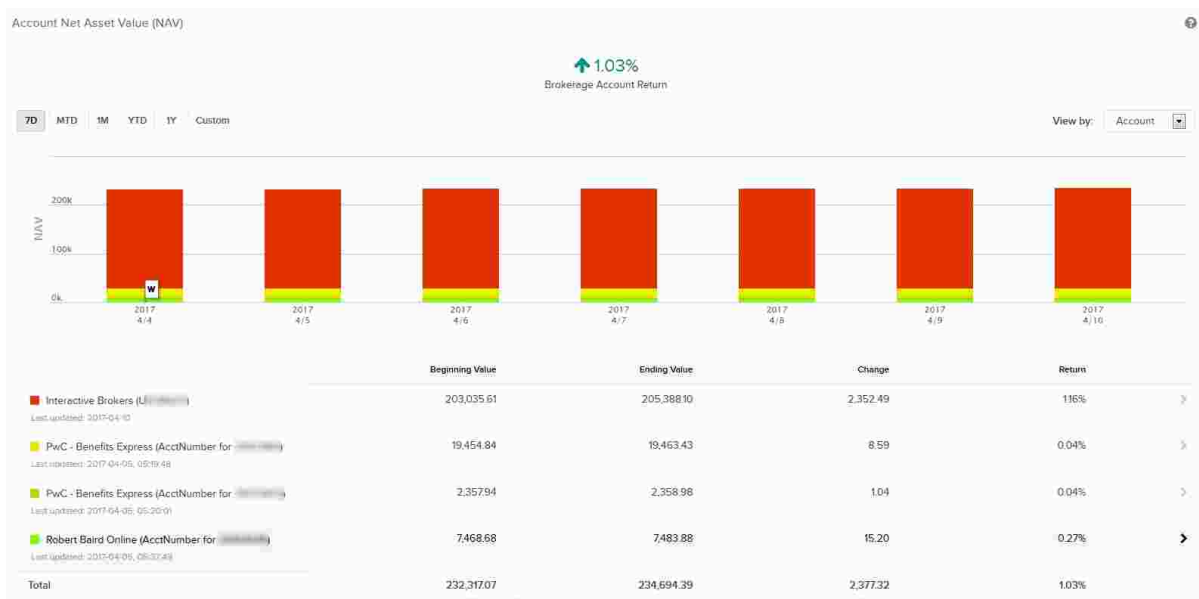 Account Net Asset Value (NAV)
?
1.03%
Brokerage Account Return
7D MTD 1M YTD 1Y Custom
View by: Account
NAV
200k
100k
0k
W
2017 2017 2017 2017 2017 2017 2017
4/4 4/5 4/6 4/7 4/8 4/9 4/10
Beginning Value Ending Value Change Return
Interactive Brokers (U 203,035.61 205,388.10 2,352.49 1.16%
Last updated: 2017-04-10
PwC - Benefits Express (AcctNumber for 19,454.84 19,463.43 8.59 0.04%
Last updated: 2017-04-05, 05:19:48
PwC - Benefits Express (AcctNumber for 2,357.94 2,358.98 1.04 0.04%
Last updated: 2017-04-05, 05:20:01
Robert Baird Online (AcctNumber for 7,468.68 7,483.88 15.20 0.27%
Last updated: 2017-04-05,
Total 232,317.07 234,694.39 2,377.32 1.03%